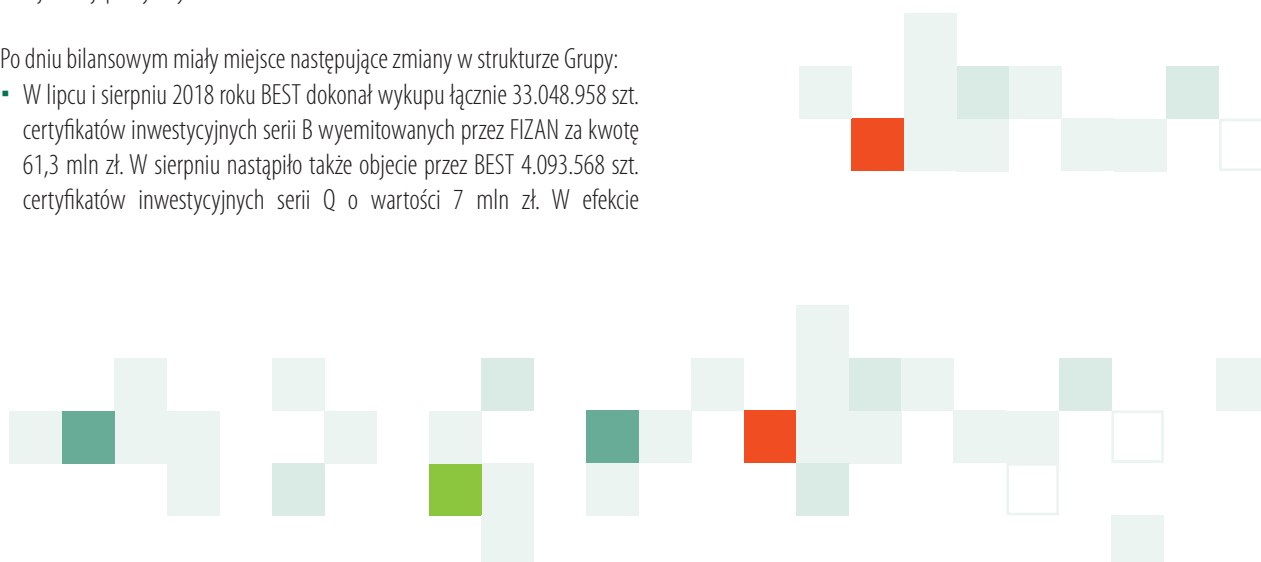 Po dniu bilansowym miały miejsce następujące zmiany w strukturze Grupy:
▪ W lipcu i sierpniu 2018 roku BEST dokonał wykupu łącznie 33.048.958 szt.
certyfikatów inwestycyjnych serii B wyemitowanych przez FIZAN za kwotę
61,3 mln zł. W sierpniu nastąpiło także objecie przez BEST 4.093.568 szt.
certyfikatów inwestycyjnych serii Q o wartości 7 mln zł. W efekcie